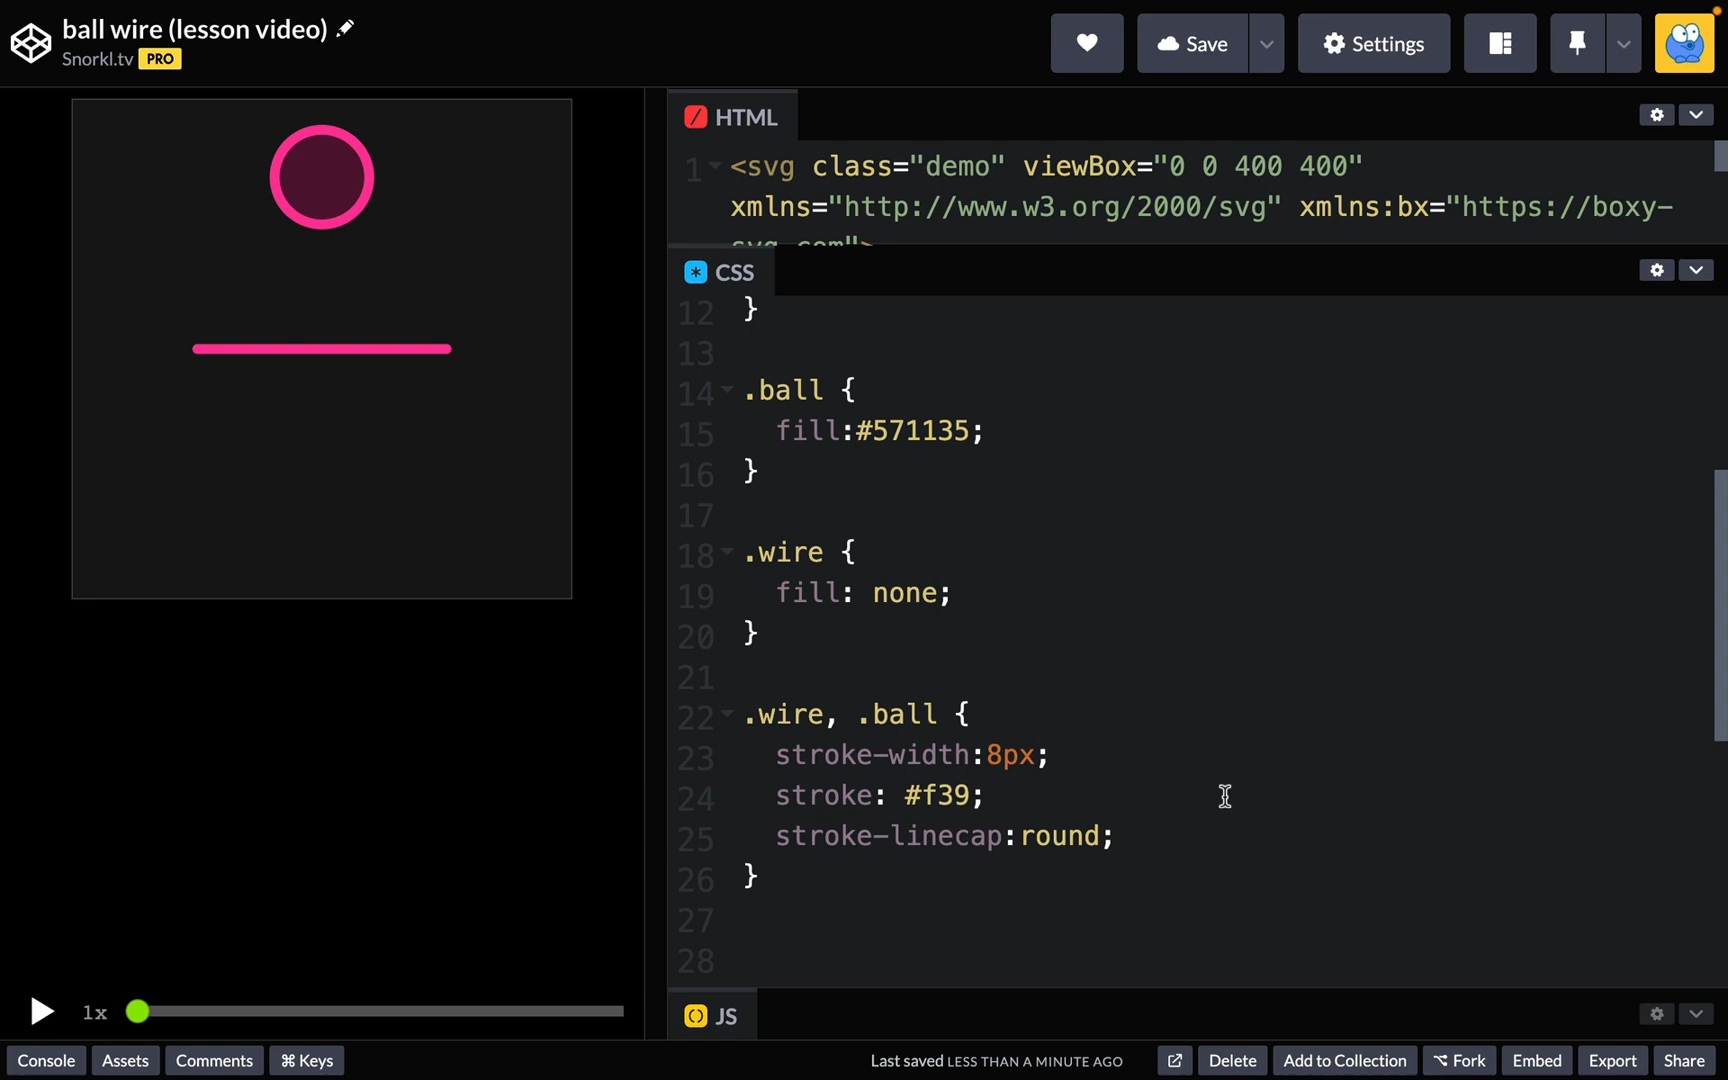 ball wire (lesson video)
Snorkl.tv PRO
Save
Settings
HTML
1 <svg class="demo" viewBox="0 0 400 400"
xmlns="http://www.w3.org/2000/svg" xmlns:bx="https://boxy-
svg.com">
CSS
12 }
13
14 .ball {
15 fill:#571135;
16 }
17
18 .wire {
19 fill: none;
20 }
21
22 .wire, .ball {
23 stroke-width:8px;
24 stroke: #f39;
25 stroke-linecap:round;
26 }
27
28
1x
JS
Console Assets Comments ⌘ Keys Last saved LESS THAN A MINUTE AGO Delete Add to Collection Fork Embed Export Share